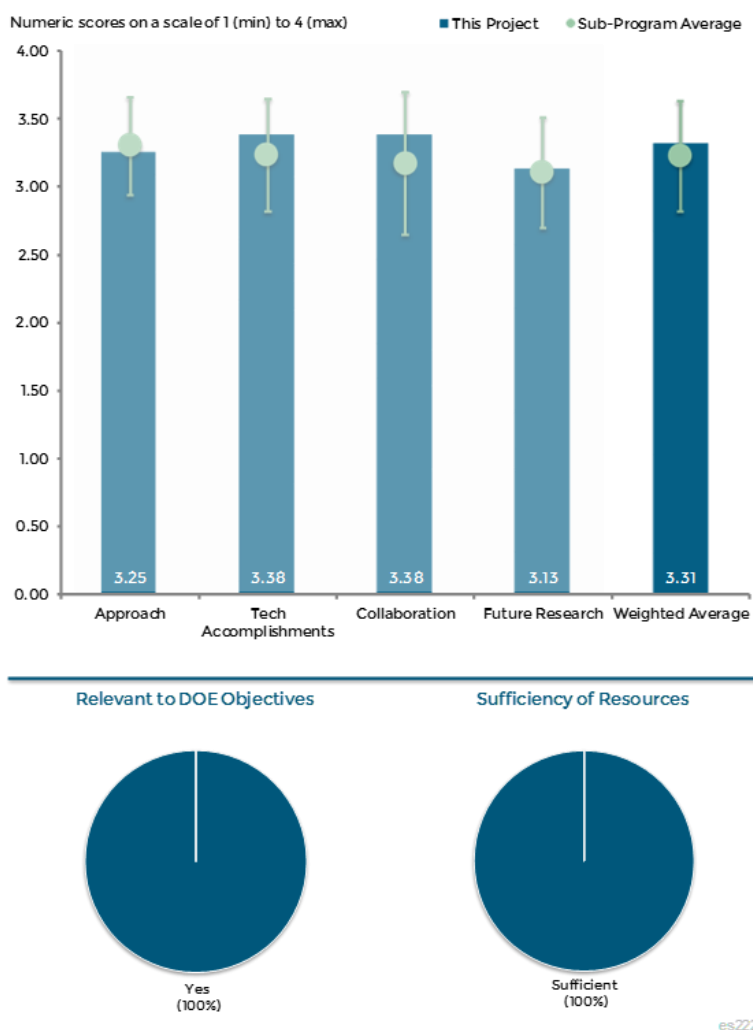 Numeric scores on a scale of 1 (min) to 4 (max)
This Project
Sub-Program Average
4.00
3.50
3.00
2.50
2.00
1.50
1.00
0.50
0.00
3.25
3.38
3.38
3.13
3.31
Approach
Tech
Accomplishments
Collaboration
Future Research
Weighted Average
Relevant to DOE Objectives
Sufficiency of Resources
Yes
(100%)
Sufficient
(100%)